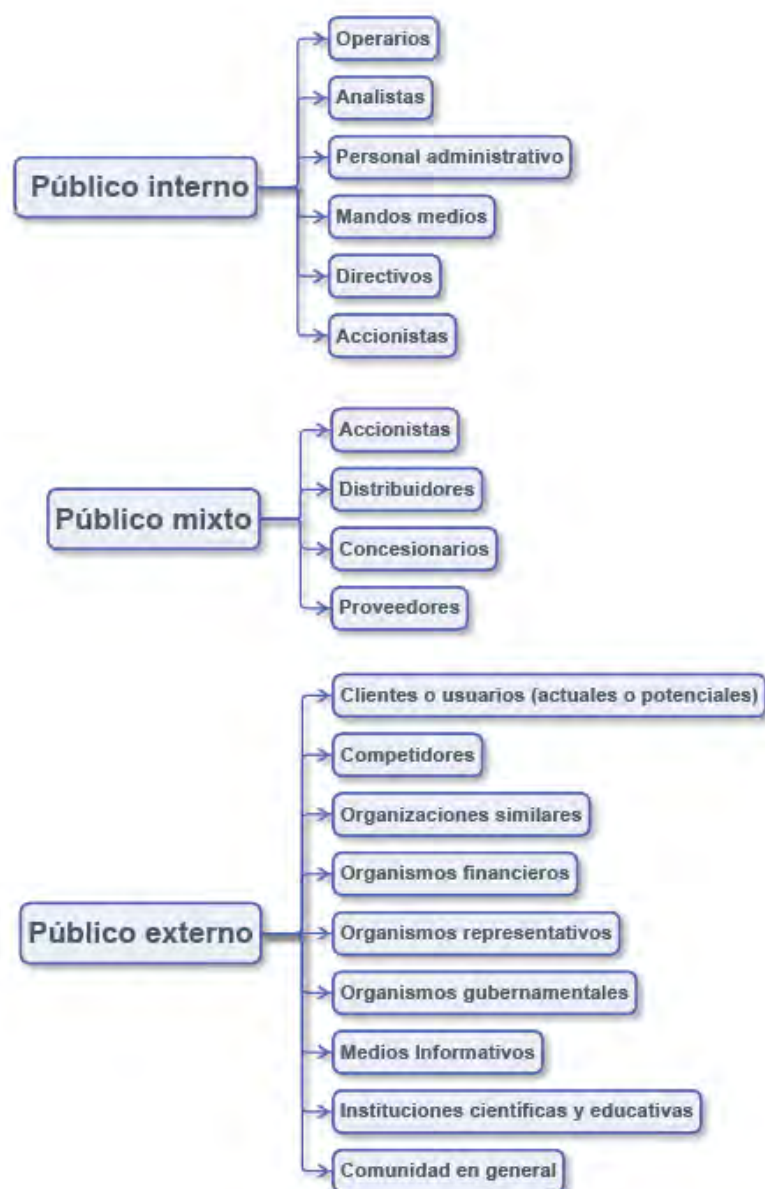 Público interno
Operarios
Analistas
Personal administrativo
Mandos medios
Directivos
Accionistas
Público mixto
Accionistas
Distribuidores
Concesionarios
Proveedores
Público externo
Clientes o usuarios (actuales o potenciales)
Competidores
Organizaciones similares
Organismos financieros
Organismos representativos
Organismos gubernamentales
Medios Informativos
Instituciones científicas y educativas
Comunidad en general